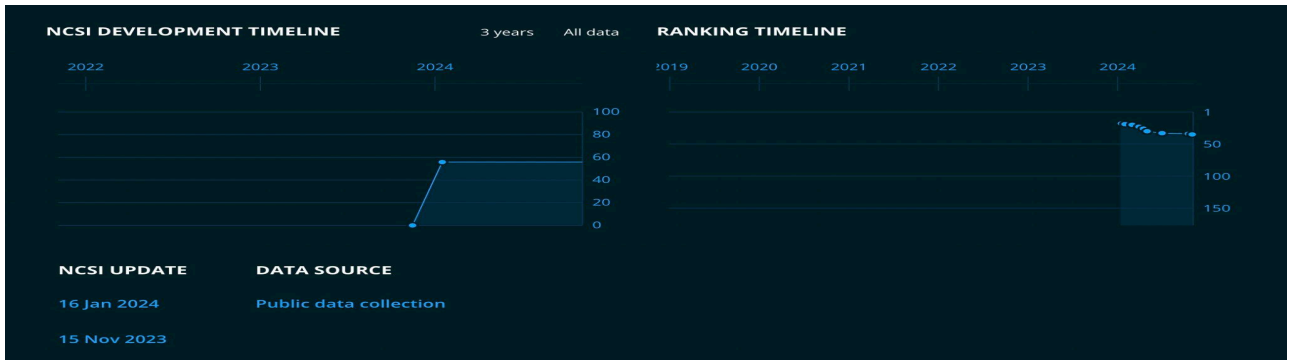 NCSI DEVELOPMENT TIMELINE
3 years All data
2022 2023 2024
100
80
60
40
20
0
RANKING TIMELINE
2019 2020 2021 2022 2023 2024
1
50
100
150
NCSI UPDATE DATA SOURCE
16 Jan 2024 Public data collection
15 Nov 2023